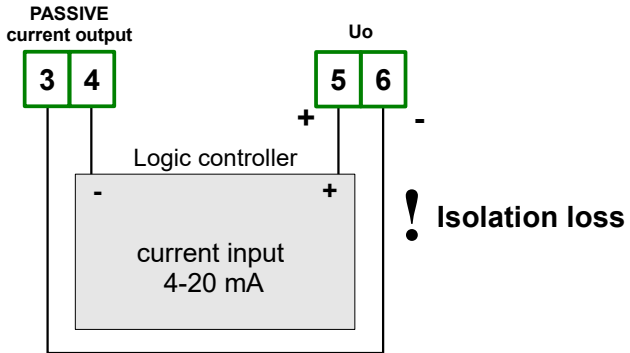 PASSIVE
current output
Uo
3 4
5 6
+ -
Logic controller
- +
! Isolation loss
current input
4-20 mA